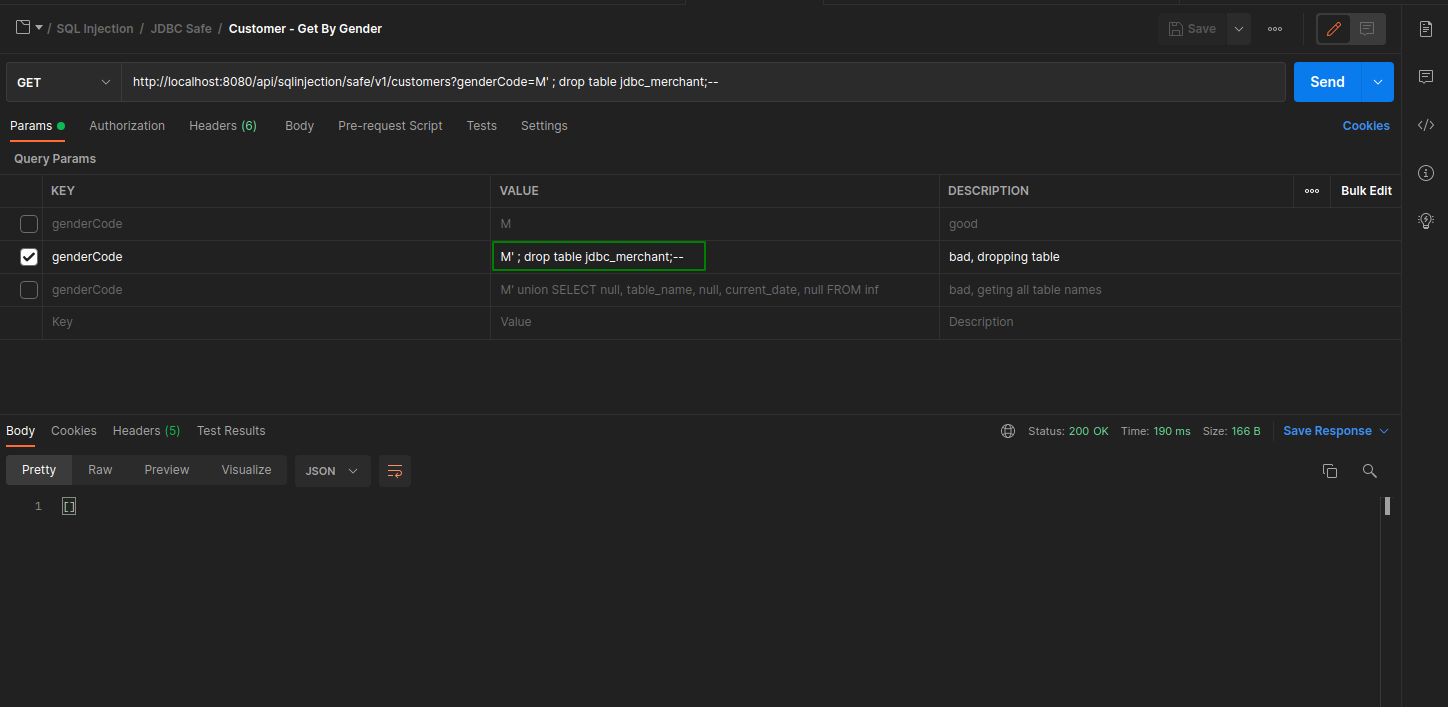 / SQL Injection / JDBC Safe / Customer - Get By Gender
Save
GET
http://localhost:8080/api/sqlinjection/safe/v1/customers?genderCode=M' ; drop table jdbc_merchant;--
Send
Params Authorization Headers (6) Body Pre-request Script Tests Settings Cookies
Query Params
KEY VALUE DESCRIPTION Bulk Edit
genderCode M good
genderCode M' ; drop table jdbc_merchant;-- bad, dropping table
genderCode M' union SELECT null, table_name, null, current_date, null FROM inf bad, geting all table names
Key Value Description
Body Cookies Headers (5) Test Results Status: 200 OK Time: 190 ms Size: 166 B Save Response
Pretty Raw Preview Visualize JSON
1 []